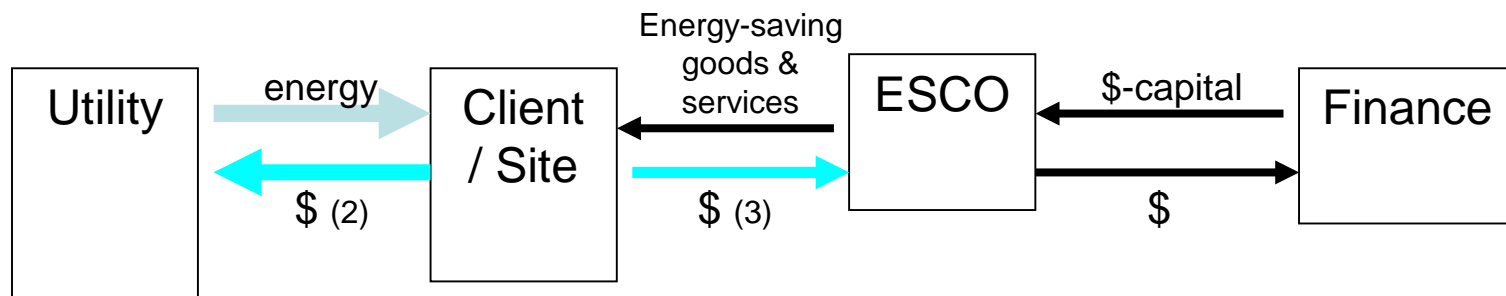 Utility
energy
$ (2)
Client
/ Site
Energy-saving
goods &
services
$ (3)
ESCO
$-capital
$
Finance